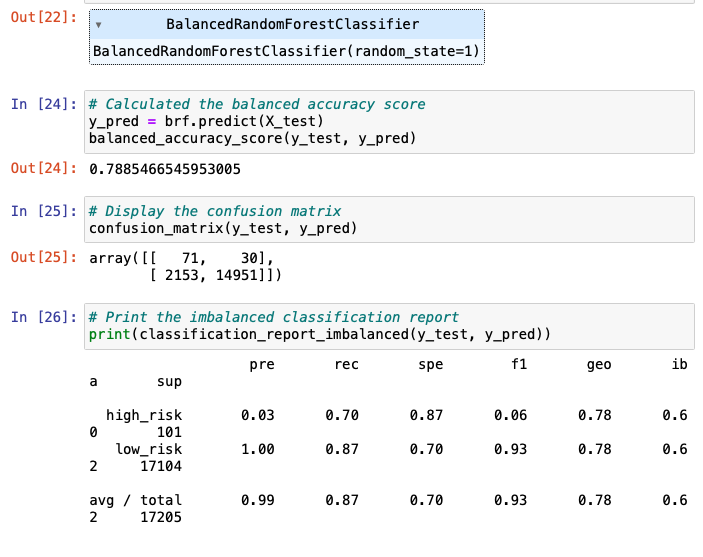 Out[22]:
▾ BalancedRandomForestClassifier
BalancedRandomForestClassifier(random_state=1)
In [24]: # Calculated the balanced accuracy score
y_pred = brf.predict(X_test)
balanced_accuracy_score(y_test, y_pred)
Out[24]: 0.7885466545953005
In [25]: # Display the confusion matrix
confusion_matrix(y_test, y_pred)
Out[25]: array([[   71,    30],
       [ 2153, 14951]])
In [26]: # Print the imbalanced classification report
print(classification_report_imbalanced(y_test, y_pred))
pre rec spe f1 geo ib
a sup
high_risk 0.03 0.70 0.87 0.06 0.78 0.6
0 101
low_risk 1.00 0.87 0.70 0.93 0.78 0.6
2 17104
avg / total 0.99 0.87 0.70 0.93 0.78 0.6
2 17205